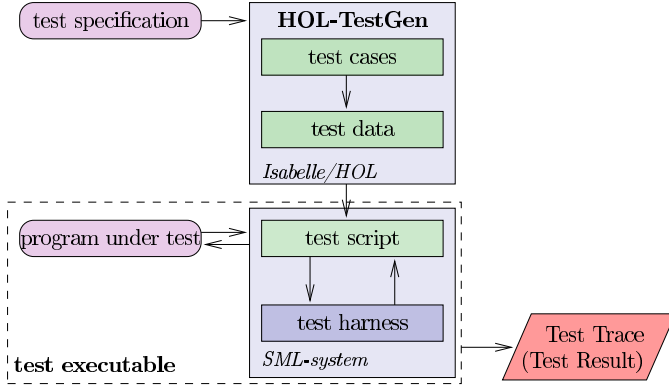 test specification
HOL-TestGen
test cases
test data
Isabelle/HOL
program under test
test script
test harness
SML-system
test executable
Test Trace
(Test Result)